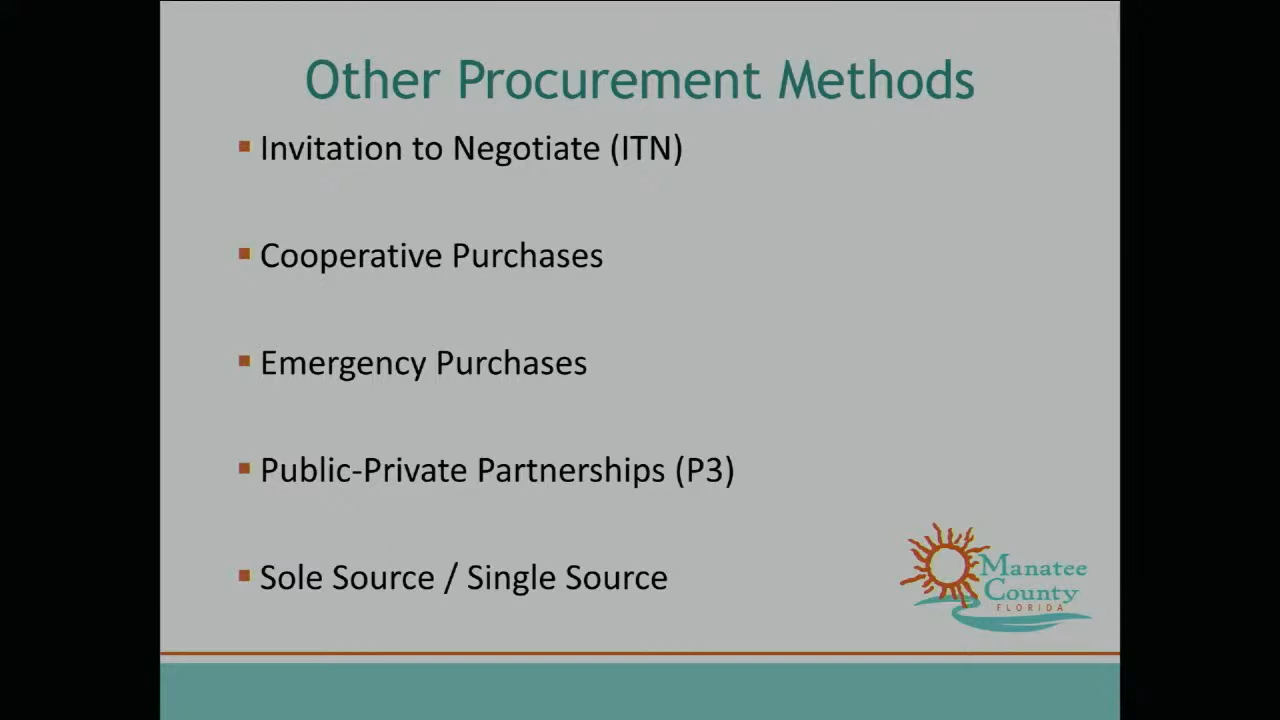 Other Procurement Methods
Invitation to Negotiate (ITN)
Cooperative Purchases
Emergency Purchases
Public-Private Partnerships (P3)
Sole Source / Single Source
Manatee
County
FLORIDA